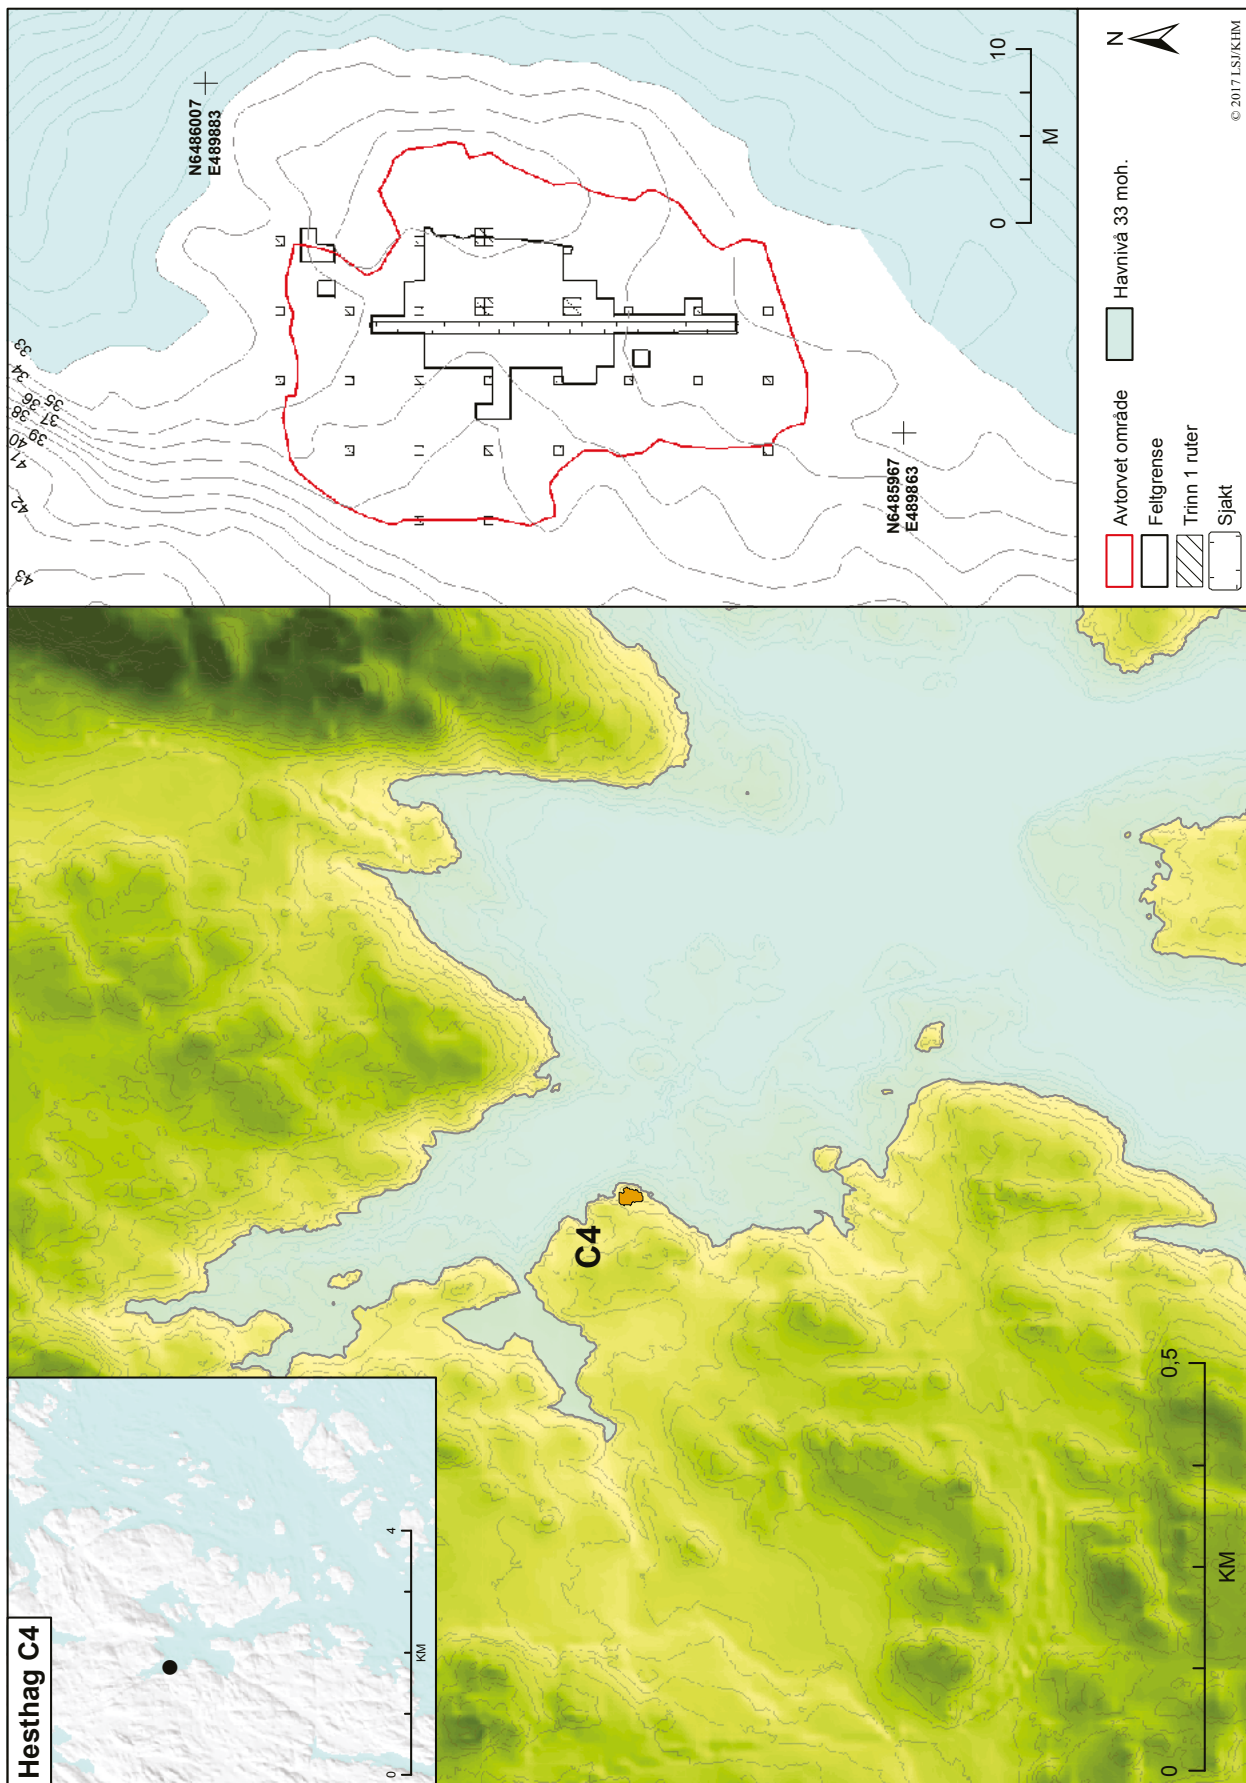 Hesthag C4
0
KM
4
C4
0
0,5
KM
43
42
41
40
39
38
37
36
35
34
33
N6486007
E489883
N6485967
E489863
0
10
M
Avtorvet område
Feltgrense
Trinn 1 ruter
Sjakt
Havnivå 33 moh.
N
© 2017 LSJ/KHM